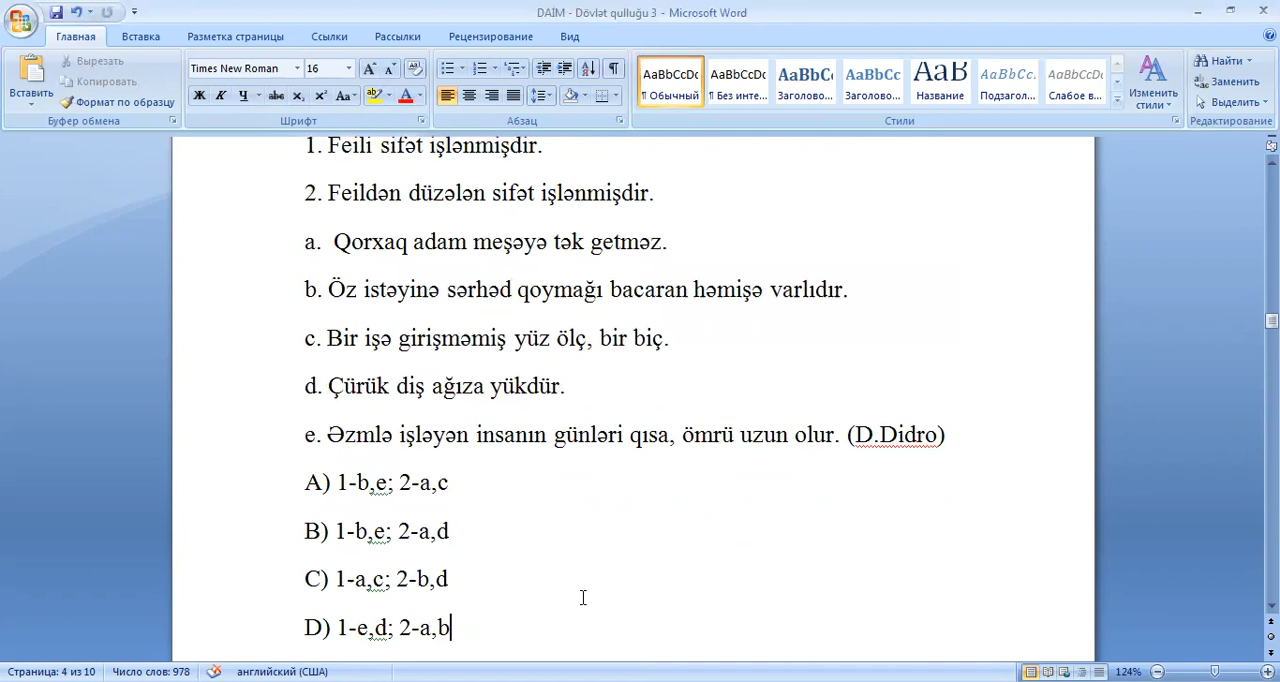 DAİM - Dövlət qulluğu 3 - Microsoft Word
Главная Вставка Разметка страницы Ссылки Рассылки Рецензирование Вид
Вставить
Вырезать
Копировать
Формат по образцу
Буфер обмена
Times New Roman 16
Ж К Ч abc X₂ X² Aa
Шрифт
Абзац
AaBbCcDc AaBbCcDc AaBbC AaBbCc AaB AaBbCc. AaBbCcDc
¶ Обычный ¶ Без инте... Заголово... Заголово... Название Подзагол... Слабое в...
Изменить стили
Стили
Найти
Заменить
Выделить
Редактирование
1. Feili sifət işlənmişdir.
2. Feildən düzələn sifət işlənmişdir.
a. Qorxaq adam meşəyə tək getməz.
b. Öz istəyinə sərhəd qoymağı bacaran həmişə varlıdır.
c. Bir işə girişməmiş yüz ölç, bir biç.
d. Çürük diş ağıza yükdür.
e. Əzmlə işləyən insanın günləri qısa, ömrü uzun olur. (D.Didro)
A) 1-b,e; 2-a,c
B) 1-b,e; 2-a,d
C) 1-a,c; 2-b,d
D) 1-e,d; 2-a,b
Страница: 4 из 10 Число слов: 978 английский (США) 124%